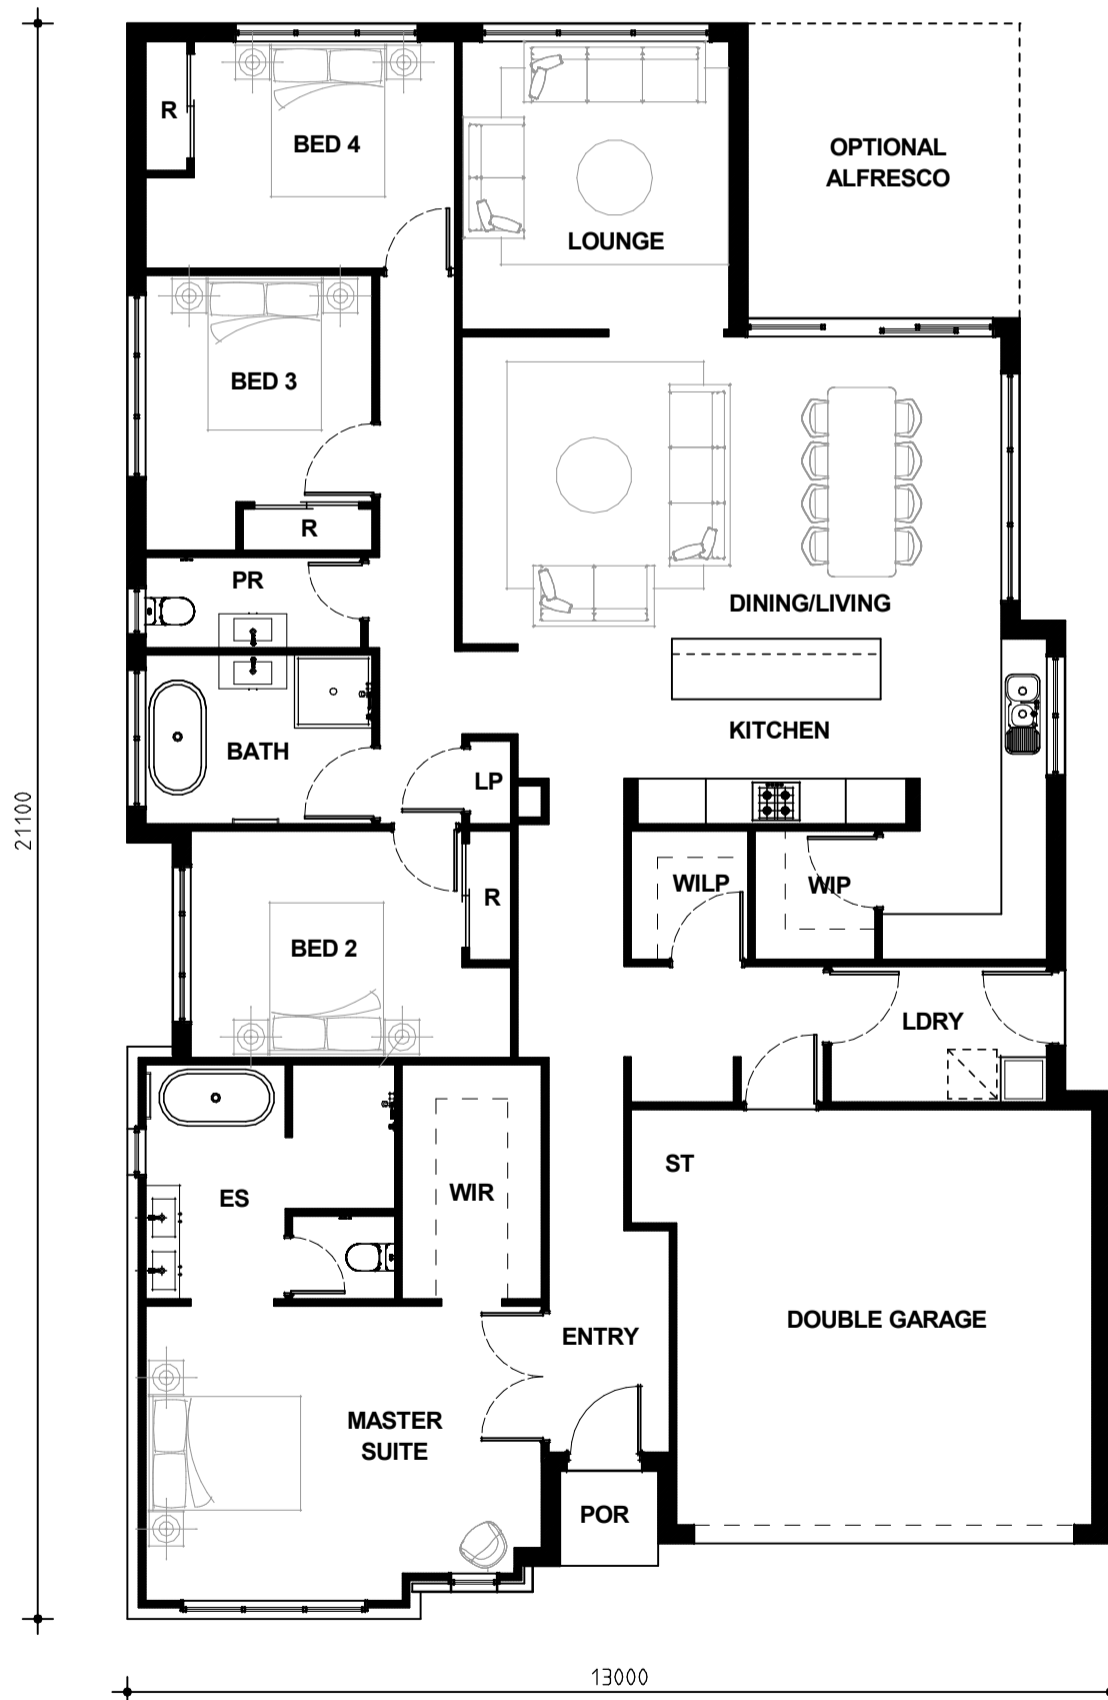 R
BED 4
OPTIONAL
ALFRESCO
LOUNGE
BED 3
R
PR
DINING/LIVING
KITCHEN
BATH
LP
21100
WILP
WIP
R
BED 2
LDRY
ST
ES
WIR
DOUBLE GARAGE
ENTRY
MASTER
SUITE
POR
13000